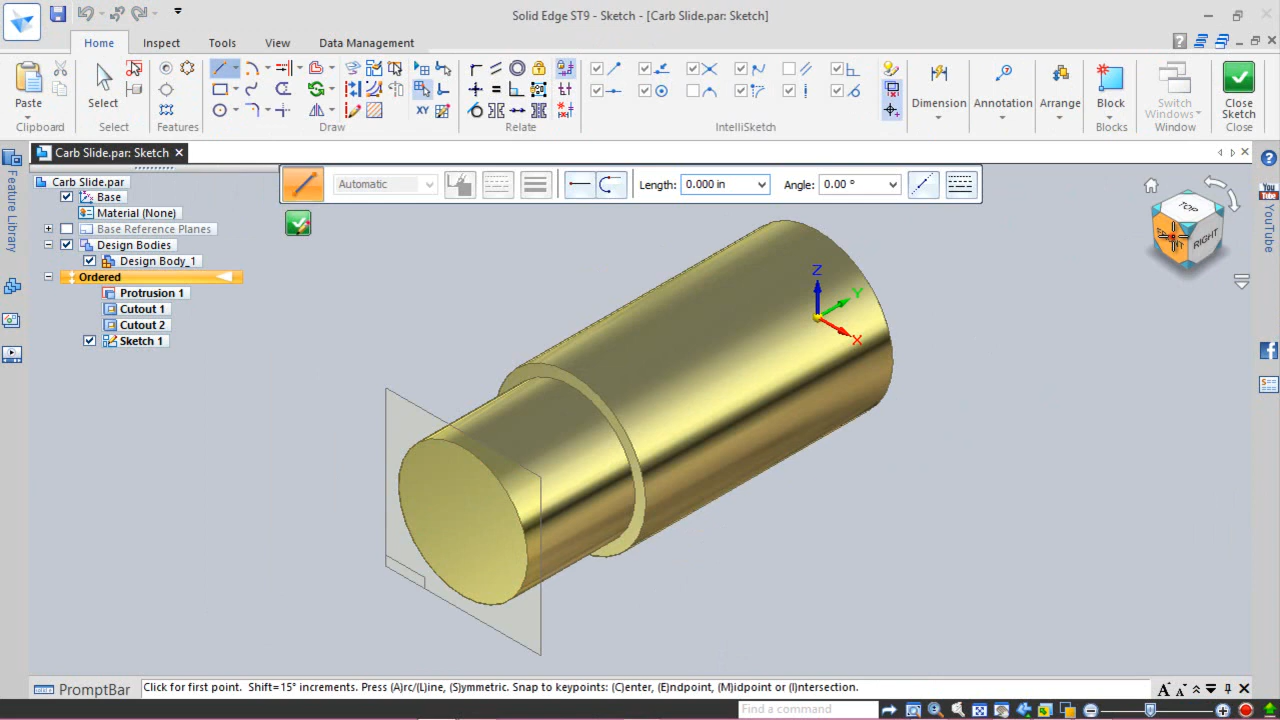 Solid Edge ST9 - Sketch - [Carb Slide.par: Sketch]
Home
Inspect
Tools
View
Data Management
Paste
Select
Dimension
Annotation
Arrange
Block
Switch
Windows
Close
Sketch
Clipboard
Select
Features
Draw
Relate
IntelliSketch
Blocks
Window
Close
Carb Slide.par: Sketch
Automatic
Length:
0.000 in
Angle:
0.00 °
Feature Library
Carb Slide.par
Base
Material (None)
Base Reference Planes
Design Bodies
Design Body_1
Ordered
Protrusion 1
Cutout 1
Cutout 2
Sketch 1
Z
Y
X
TOP
RIGHT
You
Tube
YouTube
PromptBar
Click for first point. Shift=15° increments. Press (A)rc/(L)ine, (S)ymmetric. Snap to keypoints: (C)enter, (E)ndpoint, (M)idpoint or (I)ntersection.
Find a command